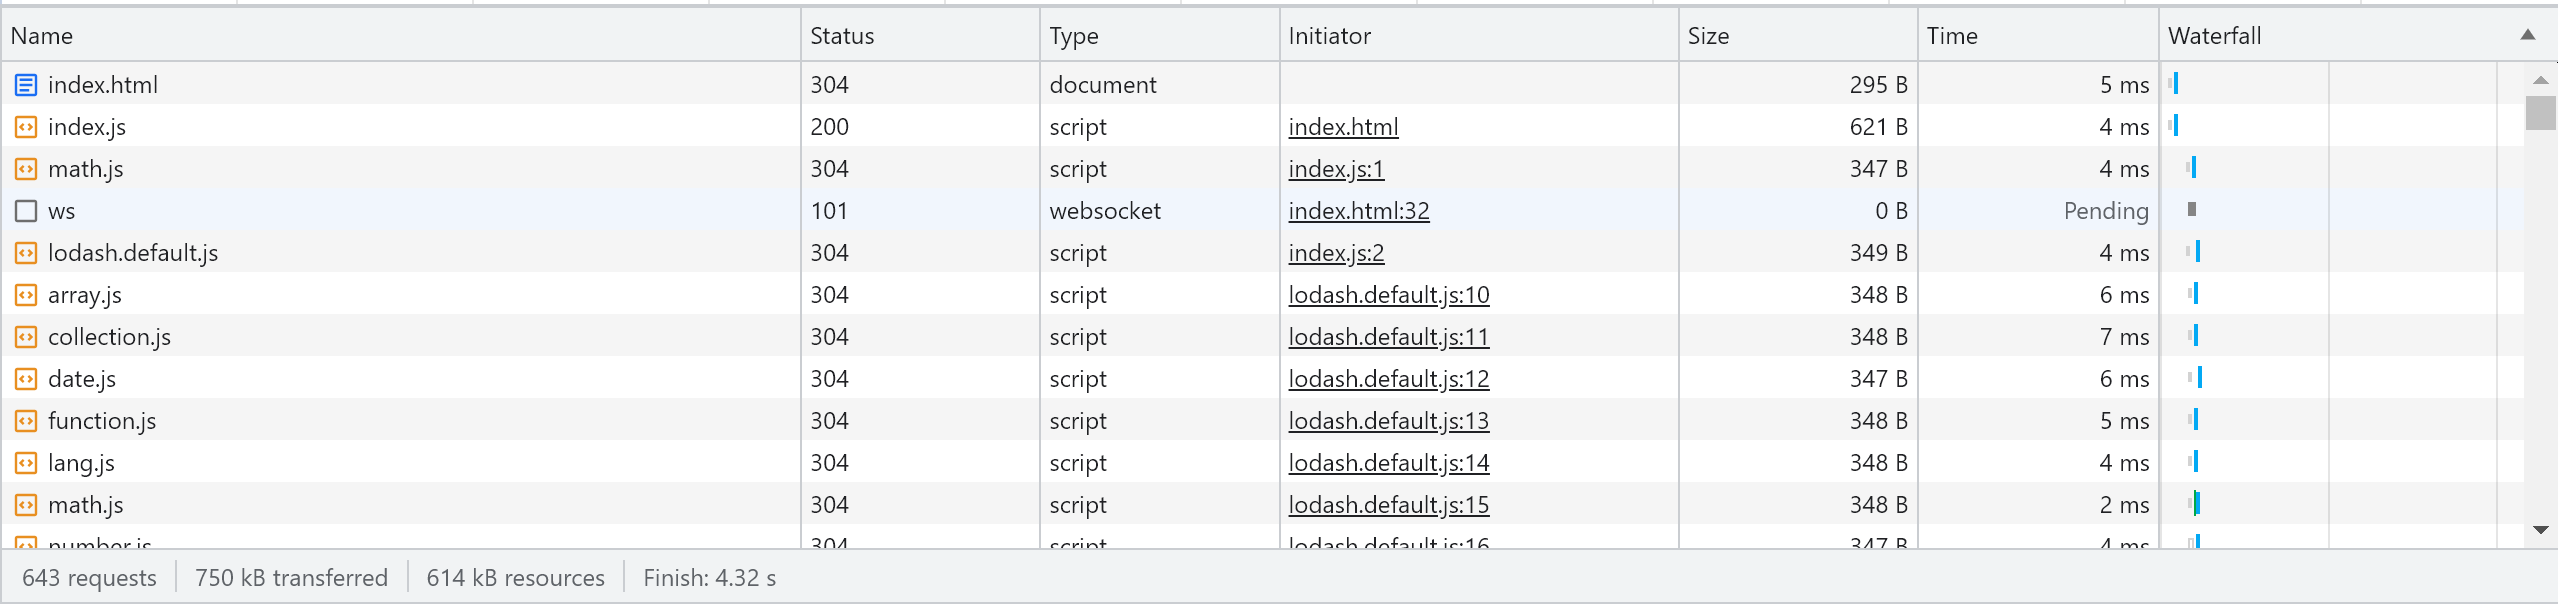 Name Status Type Initiator Size Time Waterfall
index.html 304 document 295 B 5 ms
index.js 200 script index.html 621 B 4 ms
math.js 304 script index.js:1 347 B 4 ms
ws 101 websocket index.html:32 0 B Pending
lodash.default.js 304 script index.js:2 349 B 4 ms
array.js 304 script lodash.default.js:10 348 B 6 ms
collection.js 304 script lodash.default.js:11 348 B 7 ms
date.js 304 script lodash.default.js:12 347 B 6 ms
function.js 304 script lodash.default.js:13 348 B 5 ms
lang.js 304 script lodash.default.js:14 348 B 4 ms
math.js 304 script lodash.default.js:15 348 B 2 ms
number.js 304 script lodash.default.js:16 347 B 4 ms
643 requests 750 kB transferred 614 kB resources Finish: 4.32 s